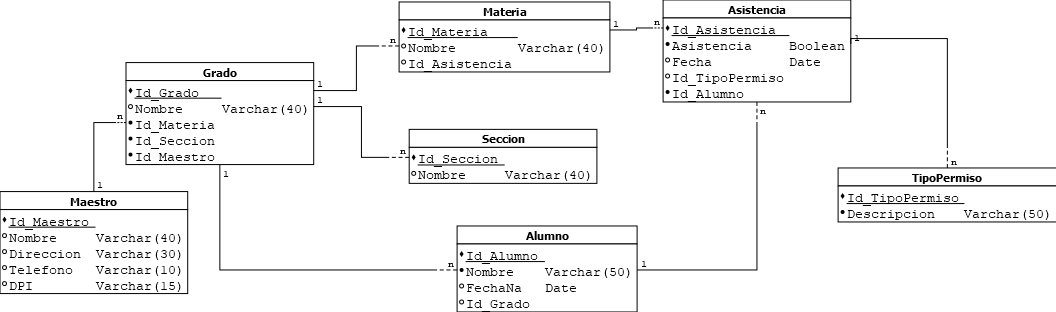 Materia
Id_Materia
Nombre Varchar(40)
Id_Asistencia
1
n
Asistencia
Id_Asistencia
Asistencia Boolean
Fecha Date
Id_TipoPermiso
Id_Alumno
1
n
n
Grado
Id_Grado
Nombre Varchar(40)
Id_Materia
Id_Seccion
Id_Maestro
1
1
n
n
1
Seccion
Id_Seccion
Nombre Varchar(40)
n
TipoPermiso
Id_TipoPermiso
Descripcion Varchar(50)
n
Maestro
Id_Maestro
Nombre Varchar(40)
Direccion Varchar(30)
Telefono Varchar(10)
DPI Varchar(15)
1
Alumno
Id_Alumno
Nombre Varchar(50)
FechaNa Date
Id_Grado
n
1